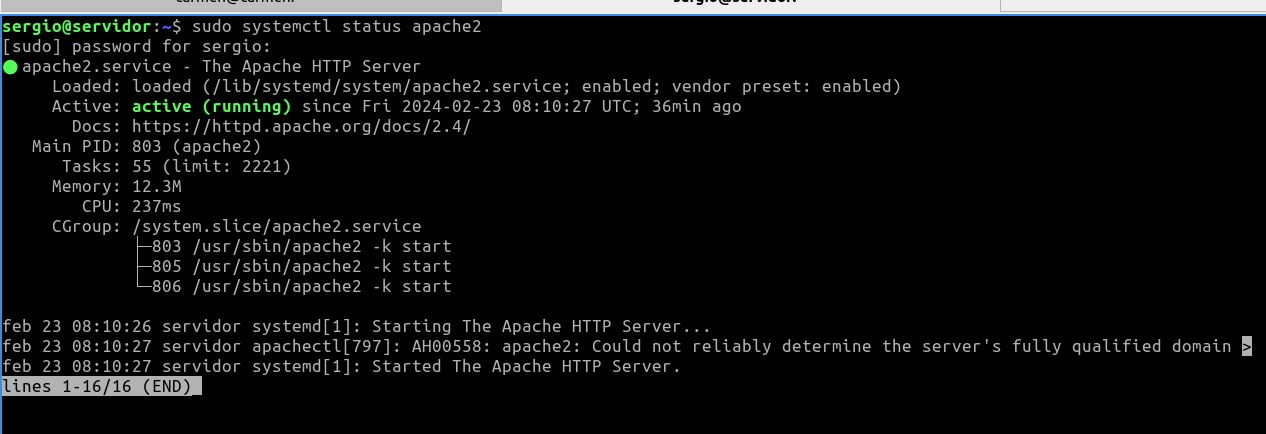 sergio@servidor:~$ sudo systemctl status apache2
[sudo] password for sergio:
● apache2.service - The Apache HTTP Server
Loaded: loaded (/lib/systemd/system/apache2.service; enabled; vendor preset: enabled)
Active: active (running) since Fri 2024-02-23 08:10:27 UTC; 36min ago
Docs: https://httpd.apache.org/docs/2.4/
Main PID: 803 (apache2)
Tasks: 55 (limit: 2221)
Memory: 12.3M
CPU: 237ms
CGroup: /system.slice/apache2.service
├─803 /usr/sbin/apache2 -k start
├─805 /usr/sbin/apache2 -k start
└─806 /usr/sbin/apache2 -k start
feb 23 08:10:26 servidor systemd[1]: Starting The Apache HTTP Server...
feb 23 08:10:27 servidor apachectl[797]: AH00558: apache2: Could not reliably determine the server's fully qualified domain >
feb 23 08:10:27 servidor systemd[1]: Started The Apache HTTP Server.
lines 1-16/16 (END)